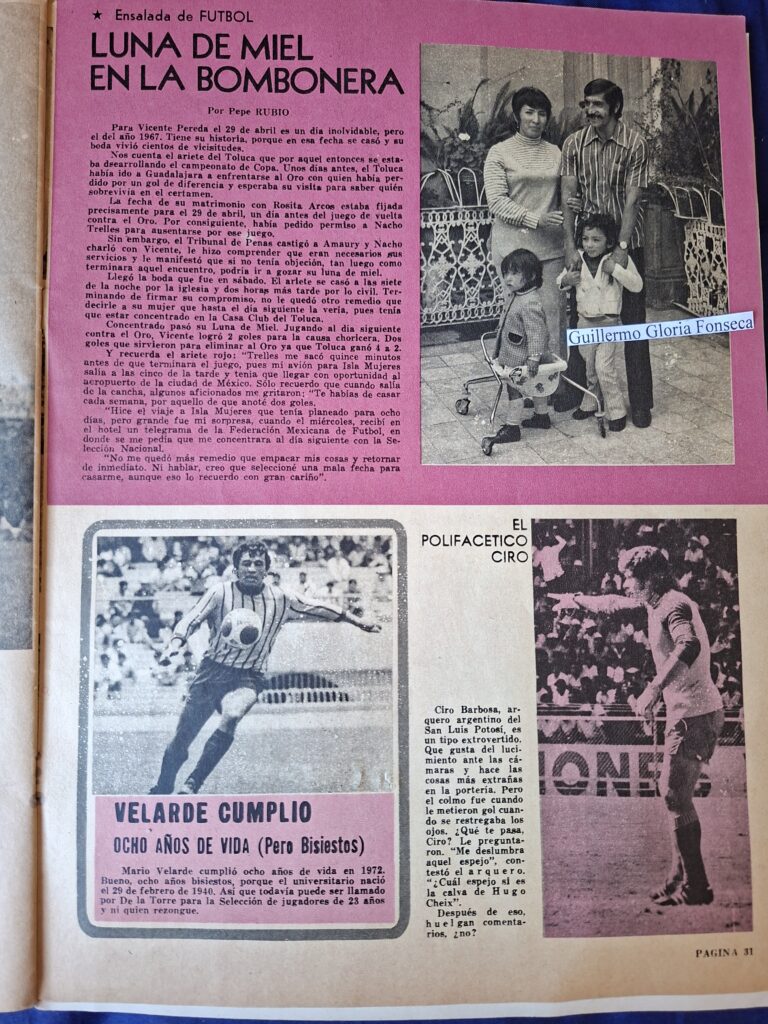 ★ Ensalada de FUTBOL
LUNA DE MIEL
EN LA BOMBONERA
Por Pepe RUBIO
Para Vicente Pereda el 29 de abril es un día inolvidable, pero
el del año 1967. Tiene su historia, porque en esa fecha se casó y su
boda vivió cientos de vicisitudes.
Nos cuenta el ariete del Toluca que por aquel entonces se esta-
ba desarrollando el campeonato de Copa. Unos días antes, el Toluca
había ido a Guadalajara a enfrentarse al Oro con quien había per-
dido por un gol de diferencia y esperaba su visita para saber quién
sobrevivía en el certamen.
La fecha de su matrimonio con Rosita Arcos estaba fijada
precisamente para el 29 de abril, un día antes del juego de vuelta
contra el Oro. Por consiguiente, había pedido permiso a Nacho
Trelles para ausentarse por ese juego.
Sin embargo, el Tribunal de Penas castigó a Amaury y Nacho
charló con Vicente, le hizo comprender que eran necesarios sus
servicios y le manifestó que si no tenía objeción, tan luego como
terminara aquel encuentro, podría ir a gozar su luna de miel.
Llegó la boda que fue en sábado. El ariete se casó a las siete
de la noche por la iglesia y dos horas más tarde por lo civil. Ter-
minando de firmar su compromiso, no le quedó otro remedio que
decirle a su mujer que hasta el día siguiente la vería, pues tenía
que estar concentrado en la Casa Club del Toluca.
Concentrado pasó su Luna de Miel. Jugando al día siguiente
contra el Oro, Vicente logró 2 goles para la causa choricera. Dos
goles que sirvieron para eliminar al Oro ya que Toluca ganó 4 a 2.
Y recuerda el ariete rojo: "Trelles me sacó quince minutos
antes de que terminara el juego, pues mi avión para Isla Mujeres
salía a las cinco de la tarde y tenía que llegar con oportunidad al
aeropuerto de la ciudad de México. Sólo recuerdo que cuando salía
de la cancha, algunos aficionados me gritaron; "Te habías de casar
cada semana, por aquello de que anoté dos goles.
"Hice el viaje a Isla Mujeres que tenía planeado para ocho
días, pero grande fue mi sorpresa, cuando el miércoles, recibí en
el hotel un telegrama de la Federación Mexicana de Futbol, en
donde se me pedía que me concentrara al día siguiente con la Se-
lección Nacional.
"No me quedó más remedio que empacar mis cosas y retornar
de inmediato. Ni hablar, creo que seleccioné una mala fecha para
casarme, aunque eso lo recuerdo con gran cariño".
Guillermo Gloria Fonseca
EL
POLIFACETICO
CIRO
Ciro Barbosa, ar-
quero argentino del
San Luis Potosí, es
un tipo extrovertido.
Que gusta del luci-
miento ante las cá-
maras y hace las
cosas más extrañas
en la portería. Pero
el colmo fue cuando
le metieron gol cuan-
do se restregaba los
ojos. ¿Qué te pasa,
Ciro? Le pregunta-
ron. "Me deslumbra
aquel espejo", con-
testó el arquero.
"¿Cuál espejo si es
la calva de Hugo
Cheix".
Después de eso,
huelgan comenta-
rios, ¿no?
IONES
VELARDE CUMPLIO
OCHO AÑOS DE VIDA (Pero Bisiestos)
Mario Velarde cumplió ocho años de vida en 1972.
Bueno, ocho años bisiestos, porque el universitario nació
el 29 de febrero de 1940. Así que todavía puede ser llamado
por De la Torre para la Selección de jugadores de 23 años
y ni quien rezongue.
PAGINA 31